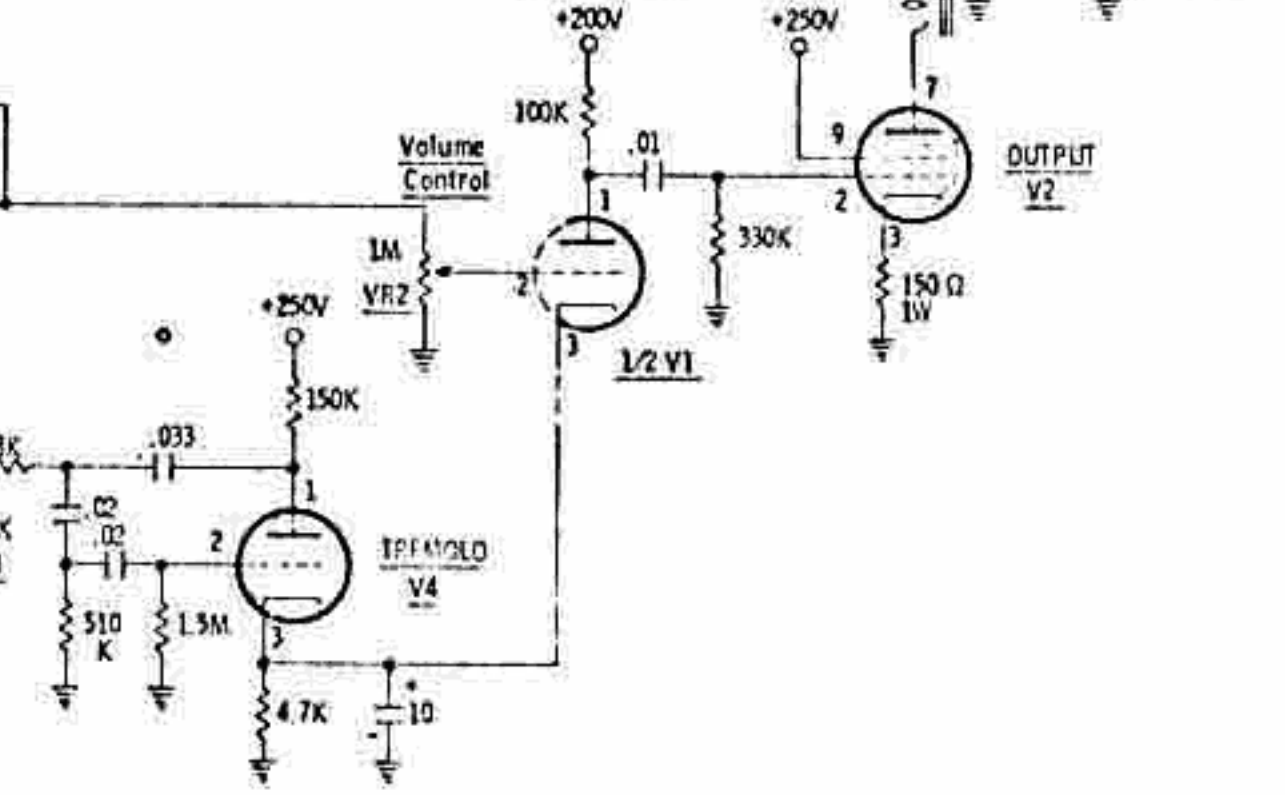 +200V
+250V
7
100K
.01
9
OUTPUT
V2
Volume
Control
1
2
1M
330K
3
150 Ω
1W
VR2
2
+250V
3
1/2 V1
150K
.033
K
1
.02
.02
2
TREMOLO
V4
K
510
K
1.5M
3
+
4.7K
10
-